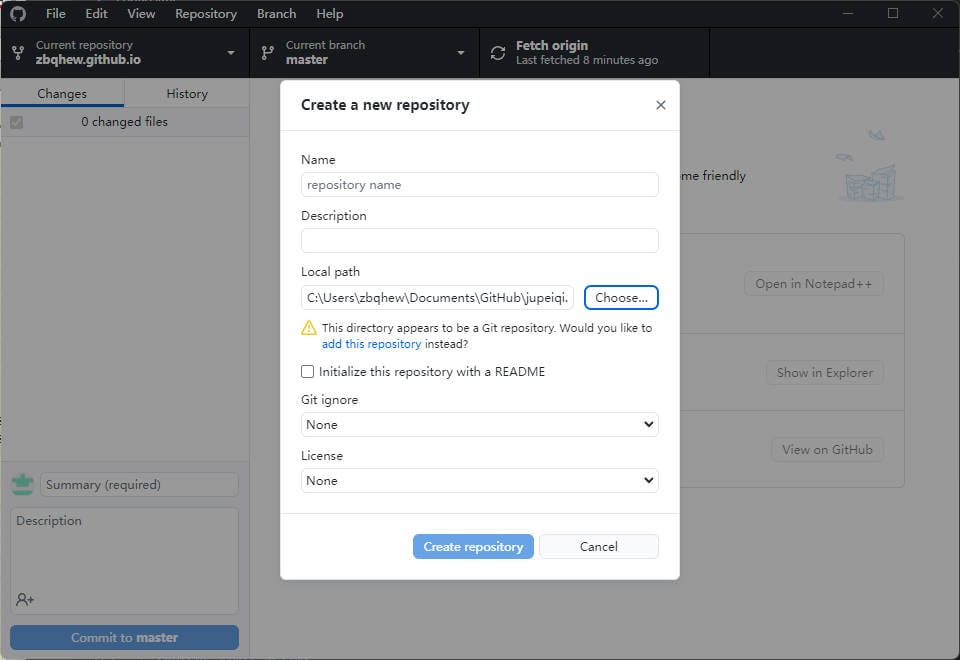 File Edit View Repository Branch Help
Current repository
zbqhew.github.io
Current branch
master
Fetch origin
Last fetched 8 minutes ago
Changes
History
0 changed files
Create a new repository
Name
repository name
Description
Local path
C:\Users\zbqhew\Documents\GitHub\jupeiqi.
Choose...
This directory appears to be a Git repository. Would you like to
add this repository instead?
Initialize this repository with a README
Git ignore
None
License
None
Create repository
Cancel
me friendly
Open in Notepad++
Show in Explorer
View on GitHub
Summary (required)
Description
Commit to master